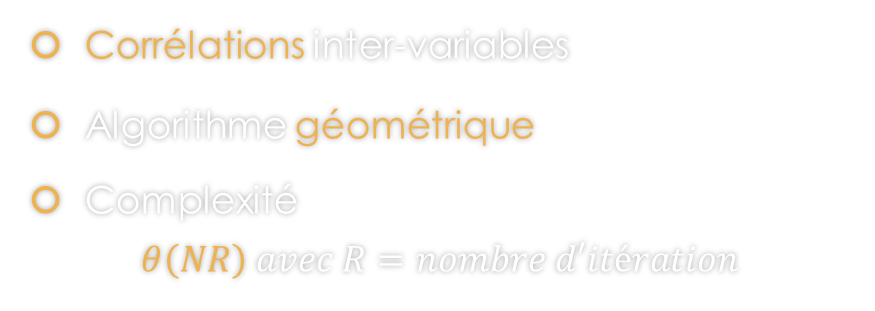 Corrélations inter-variables
Algorithme géométrique
Complexité
θ(NR) avec R = nombre d'itération